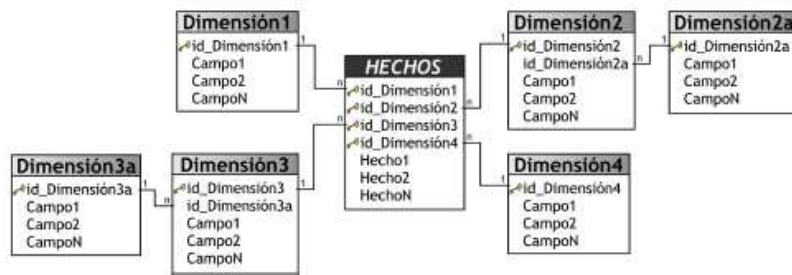 Dimensión1
id_Dimensión1
Campo1
Campo2
CampoN
HECHOS
id_Dimensión1
id_Dimensión2
id_Dimensión3
id_Dimensión4
Hecho1
Hecho2
HechoN
Dimensión2
id_Dimensión2
id_Dimensión2a
Campo1
Campo2
CampoN
Dimensión2a
id_Dimensión2a
Campo1
Campo2
CampoN
Dimensión3a
id_Dimensión3a
Campo1
Campo2
CampoN
Dimensión3
id_Dimensión3
id_Dimensión3a
Campo1
Campo2
CampoN
Dimensión4
id_Dimensión4
Campo1
Campo2
CampoN
1
n
1
n
1
n
1
n
1
n
1
n